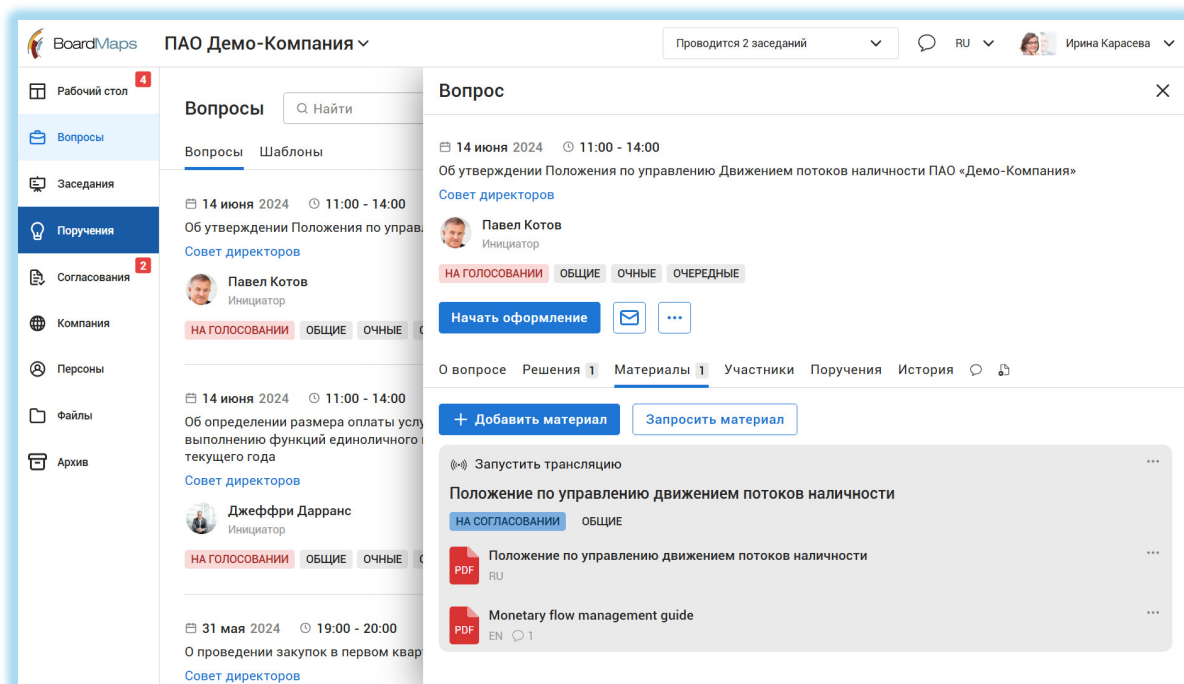 BoardMaps
ПАО Демо-Компания
Проводится 2 заседаний
RU
Ирина Карасева
Рабочий стол
4
Вопросы
Заседания
Поручения
Согласования
2
Компания
Персоны
Файлы
Архив
Вопросы
Найти
Вопросы Шаблоны
14 июня 2024 11:00 - 14:00
Об утверждении Положения по управл
Совет директоров
Павел Котов
Инициатор
НА ГОЛОСОВАНИИ ОБЩИЕ ОЧНЫЕ
14 июня 2024 11:00 - 14:00
Об определении размера оплаты услу
выполнению функций единоличного
текущего года
Совет директоров
Джеффри Дарранс
Инициатор
НА ГОЛОСОВАНИИ ОБЩИЕ ОЧНЫЕ
31 мая 2024 19:00 - 20:00
О проведении закупок в первом квар
Совет директоров
Вопрос
14 июня 2024 11:00 - 14:00
Об утверждении Положения по управлению Движением потоков наличности ПАО «Демо-Компания»
Совет директоров
Павел Котов
Инициатор
НА ГОЛОСОВАНИИ ОБЩИЕ ОЧНЫЕ ОЧЕРЕДНЫЕ
Начать оформление
О вопросе Решения 1 Материалы 1 Участники Поручения История
+ Добавить материал Запросить материал
Запустить трансляцию
Положение по управлению движением потоков наличности
НА СОГЛАСОВАНИИ ОБЩИЕ
PDF
Положение по управлению движением потоков наличности
RU
PDF
Monetary flow management guide
EN 1